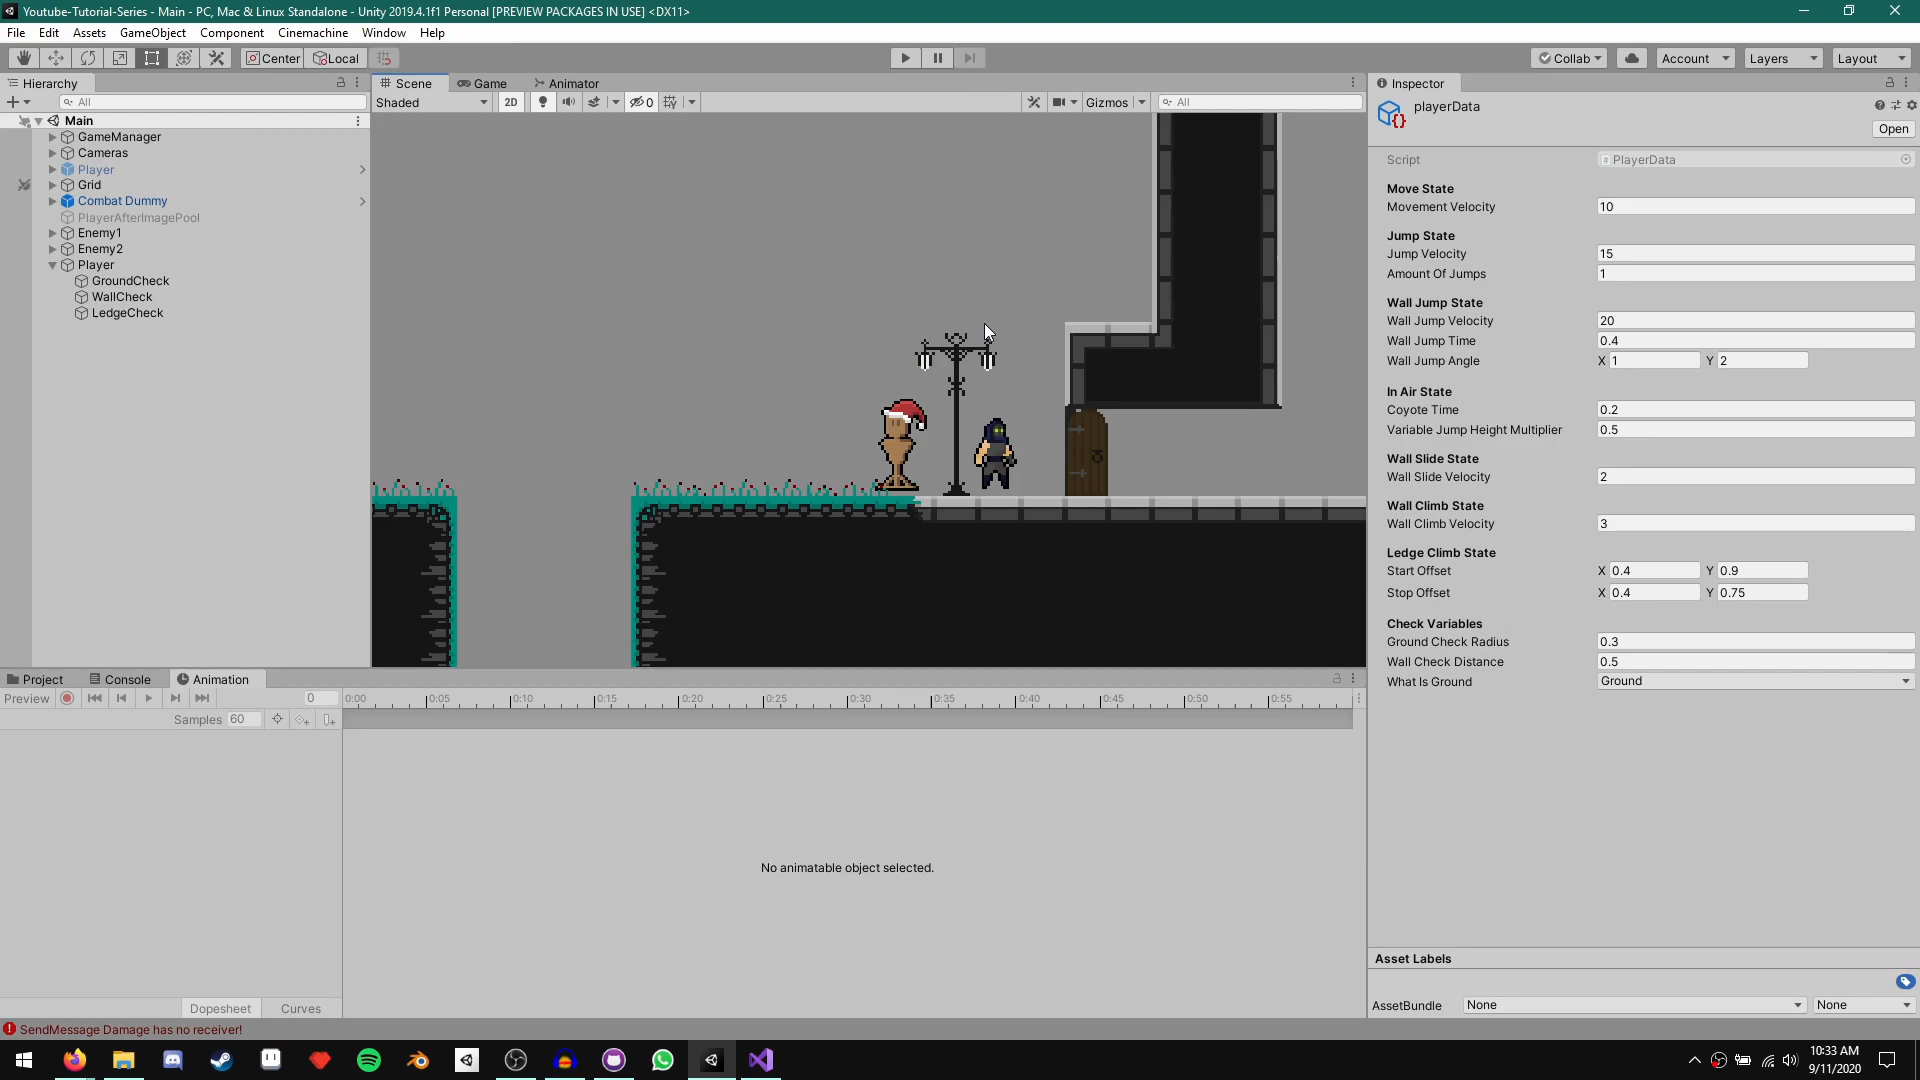 Youtube-Tutorial-Series - Main - PC, Mac & Linux Standalone - Unity 2019.4.1f1 Personal [PREVIEW PACKAGES IN USE] <DX11>
File Edit Assets GameObject Component Cinemachine Window Help
Center Local Collab Account Layers Layout
Hierarchy
All
Main
GameManager
Cameras
Player
Grid
Combat Dummy
PlayerAfterImagePool
Enemy1
Enemy2
Player
GroundCheck
WallCheck
LedgeCheck
Scene Game Animator
Shaded 2D 0 Gizmos All
Inspector
playerData
Open
Script PlayerData
Move State
Movement Velocity 10
Jump State
Jump Velocity 15
Amount Of Jumps 1
Wall Jump State
Wall Jump Velocity 20
Wall Jump Time 0.4
Wall Jump Angle X 1 Y 2
In Air State
Coyote Time 0.2
Variable Jump Height Multiplier 0.5
Wall Slide State
Wall Slide Velocity 2
Wall Climb State
Wall Climb Velocity 3
Ledge Climb State
Start Offset X 0.4 Y 0.9
Stop Offset X 0.4 Y 0.75
Check Variables
Ground Check Radius 0.3
Wall Check Distance 0.5
What Is Ground Ground
Asset Labels
AssetBundle None None
Project Console Animation
Preview 0 0:00 0:05 0:10 0:15 0:20 0:25 0:30 0:35 0:40 0:45 0:50 0:55
Samples 60
No animatable object selected.
Dopesheet Curves
SendMessage Damage has no receiver!
10:33 AM
9/11/2020